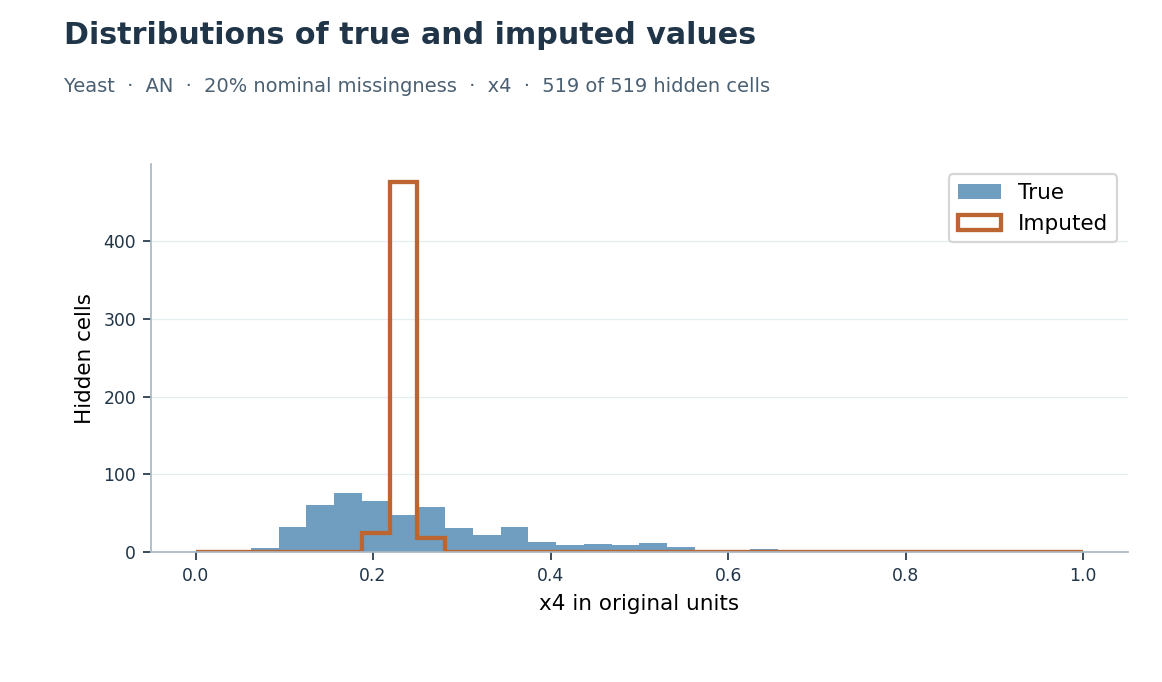 Distributions of true and imputed values
Yeast · AN · 20% nominal missingness · x4 · 519 of 519 hidden cells
True
Imputed
Hidden cells
400
300
200
100
0
0.0 0.2 0.4 0.6 0.8 1.0
x4 in original units